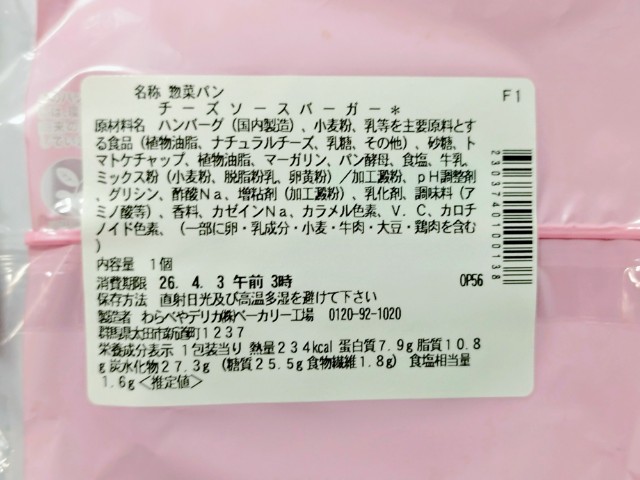 名称 惣菜パン
F1
チーズソースバーガー＊
原材料名 ハンバーグ（国内製造）、小麦粉、乳等を主要原料とす
る食品（植物油脂、ナチュラルチーズ、乳糖、その他）、砂糖、ト
マトケチャップ、植物油脂、マーガリン、パン酵母、食塩、牛乳、
ミックス粉（小麦粉、脱脂粉乳、卵黄粉）／加工澱粉、pH調整剤
、グリシン、酢酸Na、増粘剤（加工澱粉）、乳化剤、調味料（ア
ミノ酸等）、香料、カゼインNa、カラメル色素、V．C、カロチ
ノイド色素、（一部に卵・乳成分・小麦・牛肉・大豆・鶏肉を含む
）
内容量 1個
消費期限 26. 4. 3 午前 3時
OP56
保存方法 直射日光及び高温多湿を避けて下さい
製造者 わらべやデリカ㈱ベーカリー工場 0120-92-1020
群馬県太田市新道町1237
栄養成分表示 1包装当り 熱量234kcal 蛋白質7.9g 脂質10.8
g 炭水化物27.3g (糖質25.5g 食物繊維1.8g) 食塩相当量
1.6g＜推定値＞
2303740100138